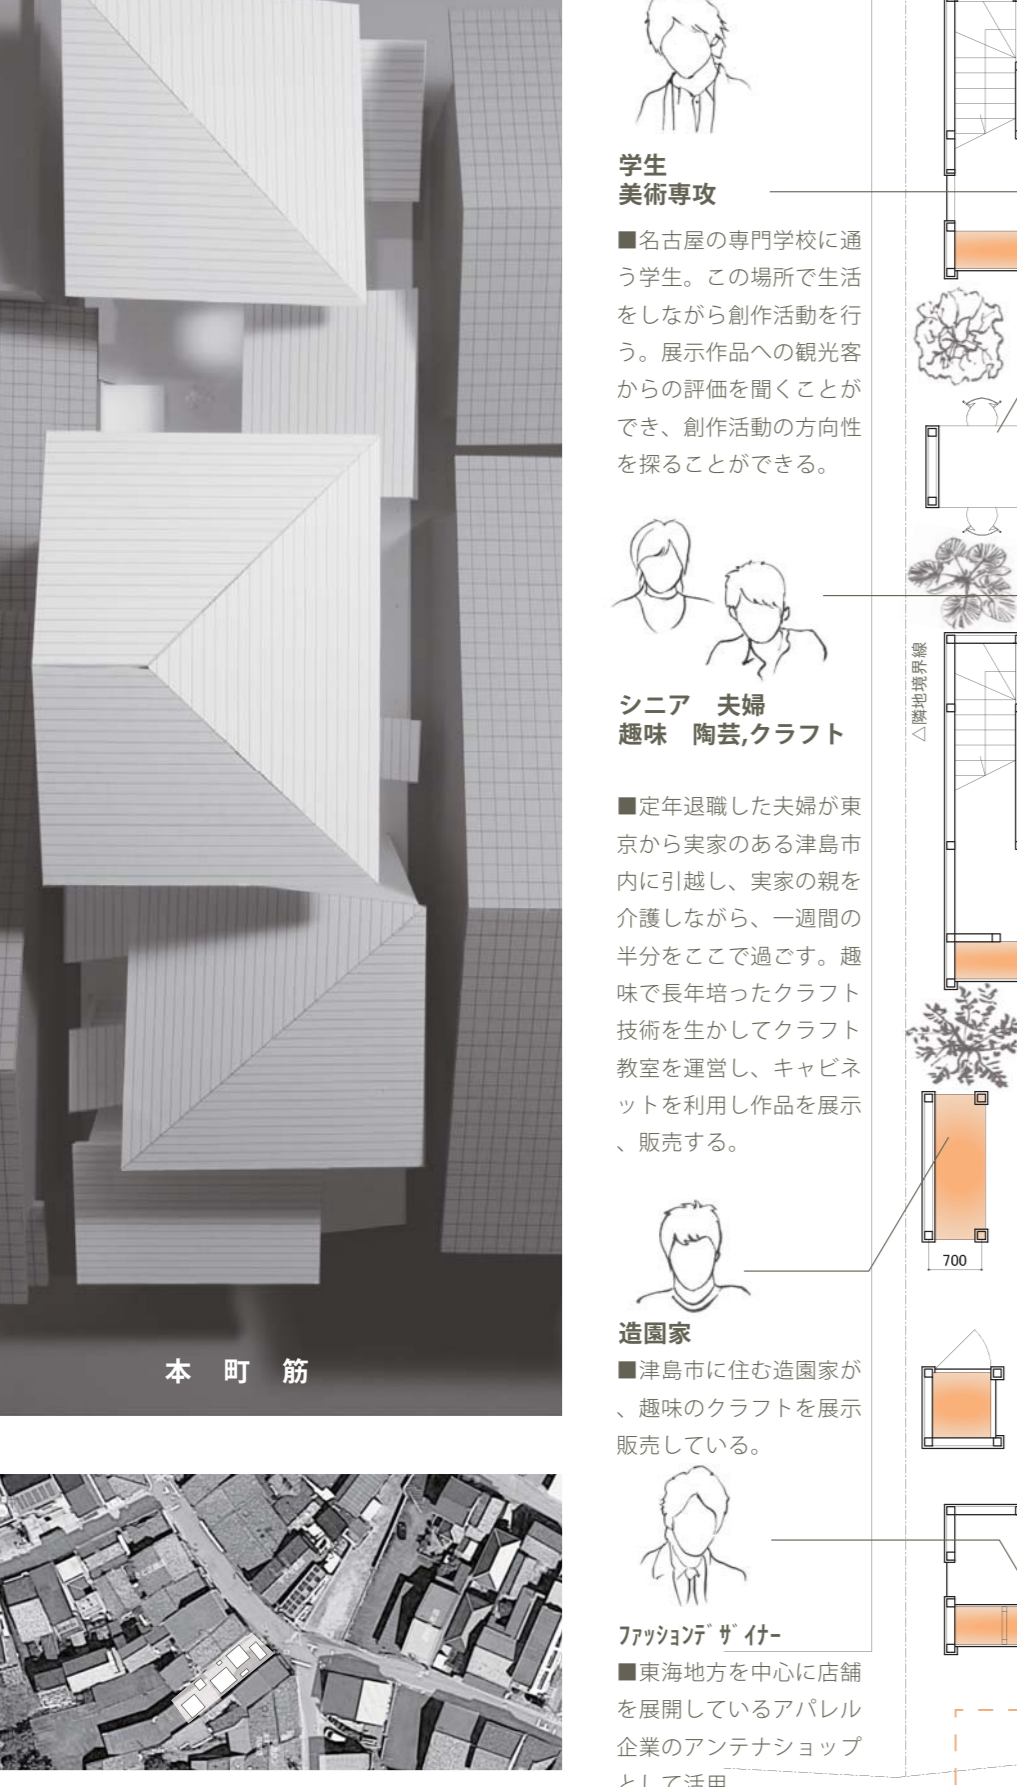 学生
美術専攻
■名古屋の専門学校に通
う学生。この場所で生活
をしながら創作活動を行
う。展示作品への観光客
からの評価を聞くことが
でき、創作活動の方向性
を探ることができる。
シニア　夫婦
趣味　陶芸,クラフト
■定年退職した夫婦が東
京から実家のある津島市
内に引越し、実家の親を
介護しながら、一週間の
半分をここで過ごす。趣
味で長年培ったクラフト
技術を生かしてクラフト
教室を運営し、キャビネ
ットを利用し作品を展示
、販売する。
造園家
■津島市に住む造園家が
、趣味のクラフトを展示
販売している。
ﾌｧｯｼｮﾝﾃﾞｻﾞｲﾅｰ
■東海地方を中心に店舗
を展開しているアパレル
企業のアンテナショップ
として活用
△隣地境界線
700
本　町　筋